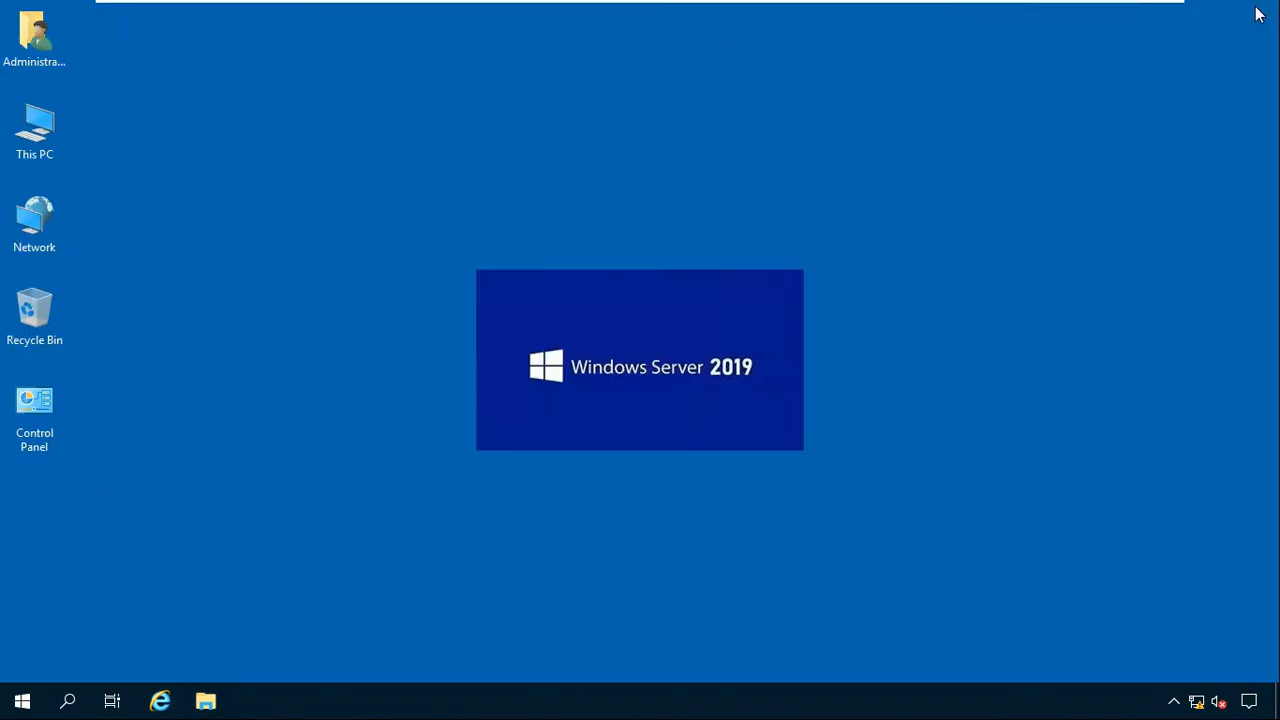 Administra...
This PC
Network
Recycle Bin
Control
Panel
Windows Server 2019